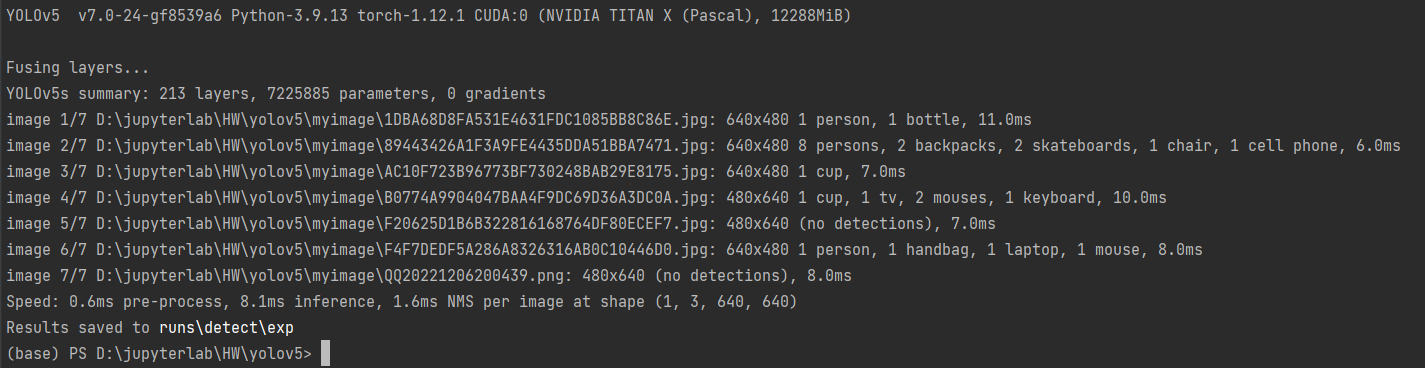 YOLOv5  v7.0-24-gf8539a6 Python-3.9.13 torch-1.12.1 CUDA:0 (NVIDIA TITAN X (Pascal), 12288MiB)
Fusing layers...
YOLOv5s summary: 213 layers, 7225885 parameters, 0 gradients
image 1/7 D:\jupyterlab\HW\yolov5\myimage\1DBA68D8FA531E4631FDC1085BB8C86E.jpg: 640x480 1 person, 1 bottle, 11.0ms
image 2/7 D:\jupyterlab\HW\yolov5\myimage\89443426A1F3A9FE4435DDA51BBA7471.jpg: 640x480 8 persons, 2 backpacks, 2 skateboards, 1 chair, 1 cell phone, 6.0ms
image 3/7 D:\jupyterlab\HW\yolov5\myimage\AC10F723B96773BF730248BAB29E8175.jpg: 640x480 1 cup, 7.0ms
image 4/7 D:\jupyterlab\HW\yolov5\myimage\B0774A9904047BAA4F9DC69D36A3DC0A.jpg: 480x640 1 cup, 1 tv, 2 mouses, 1 keyboard, 10.0ms
image 5/7 D:\jupyterlab\HW\yolov5\myimage\F20625D1B6B322816168764DF80ECEF7.jpg: 480x640 (no detections), 7.0ms
image 6/7 D:\jupyterlab\HW\yolov5\myimage\F4F7DEDF5A286A8326316AB0C10446D0.jpg: 640x480 1 person, 1 handbag, 1 laptop, 1 mouse, 8.0ms
image 7/7 D:\jupyterlab\HW\yolov5\myimage\QQ20221206200439.png: 480x640 (no detections), 8.0ms
Speed: 0.6ms pre-process, 8.1ms inference, 1.6ms NMS per image at shape (1, 3, 640, 640)
Results saved to runs\detect\exp
(base) PS D:\jupyterlab\HW\yolov5>